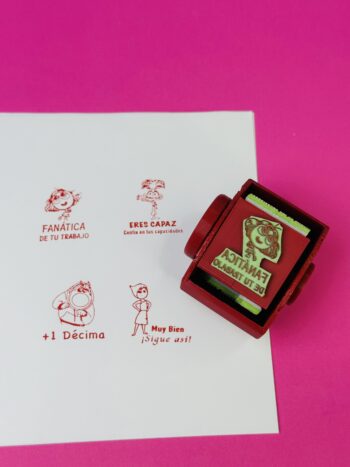 FANÁTICA
DE TU TRABAJO
ERES CAPAZ
Confía en tus capacidades
+1 Décima
Muy Bien
¡Sigue así!
FANÁTICA
DE TU TRABAJO